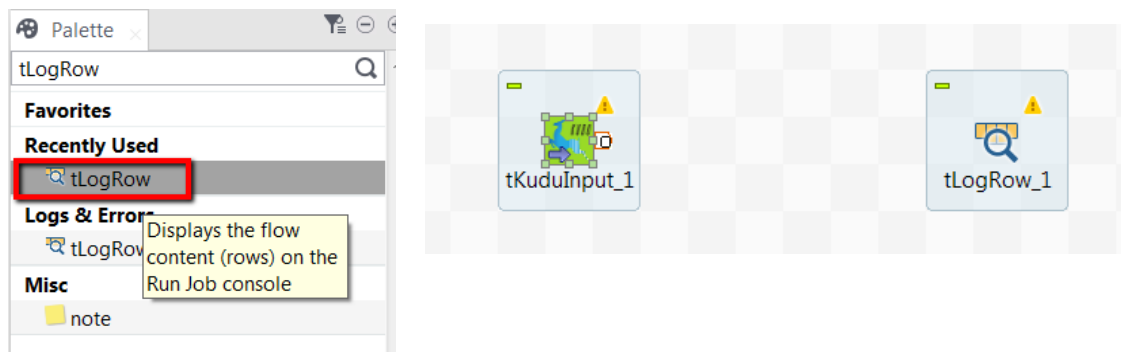 Palette
tLogRow
Favorites
Recently Used
tLogRow
Logs & Errors
tLogRow
Displays the flow
content (rows) on the
Run Job console
Misc
note
tKuduInput_1
tLogRow_1